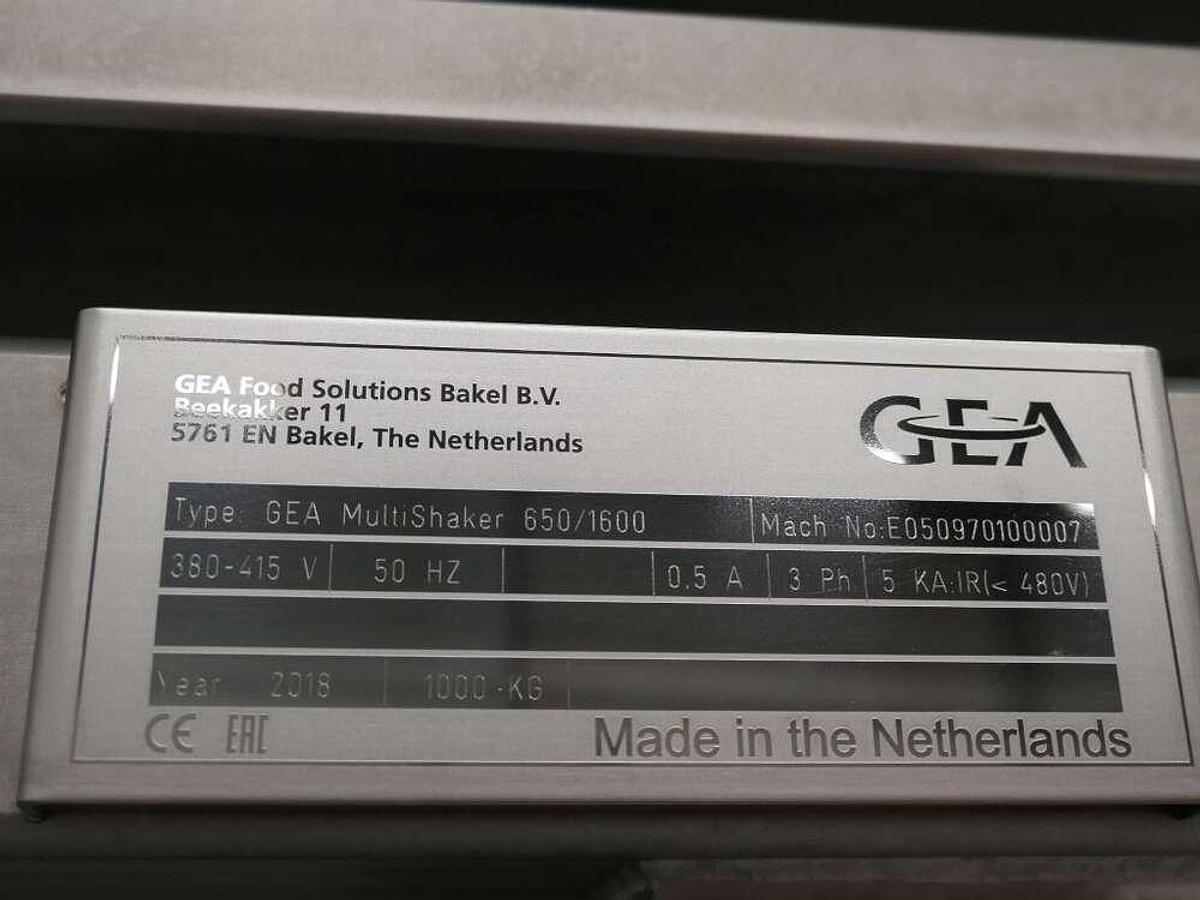 GEA Food Solutions Bakel B.V.
Beekakker 11
5761 EN Bakel, The Netherlands
GEA
Type: GEA MultiShaker 650/1600 Mach No:E050970100007
380-415 V 50 HZ 0.5 A 3 Ph 5 KA:IR(< 480V)
Year 2018 1000 -KG
CE EAC Made in the Netherlands